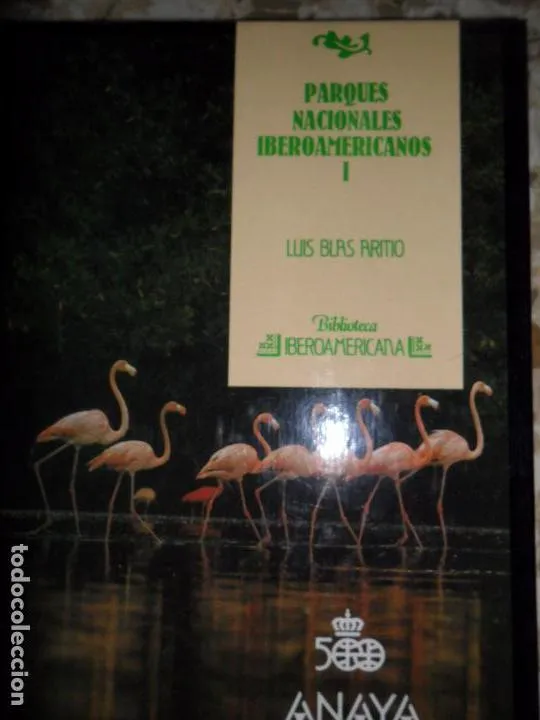 PARQUES
NACIONALES
IBEROAMERICANOS
I
LUIS BLAS ARITIO
Biblioteca
IBEROAMERICANA
500
ANAYA
todocoleccion